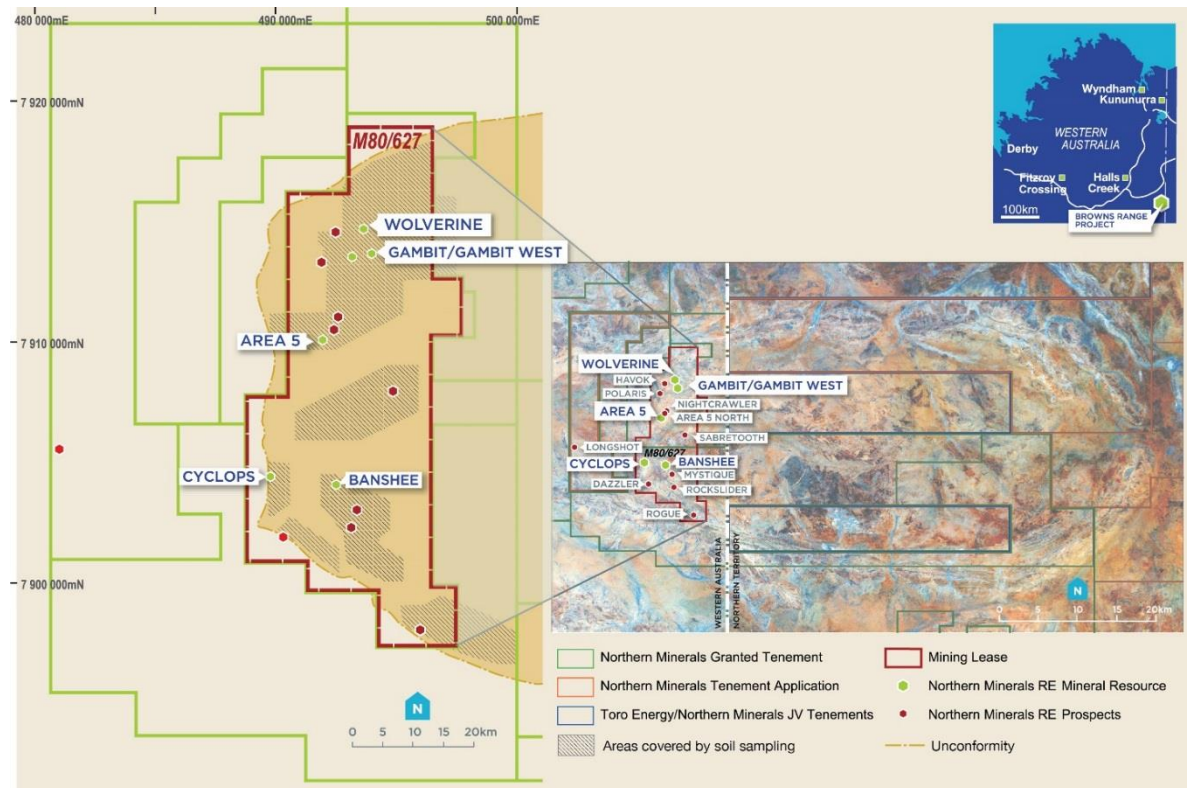 480 000mE
490 000mE
500 000mE
7 920 000mN
7 910 000mN
7 900 000mN
M80/627
WOLVERINE
GAMBIT/GAMBIT WEST
AREA 5
CYCLOPS
BANSHEE
N
0 5 10 15 20km
Wyndham
Kununurra
WESTERN
AUSTRALIA
Derby
Fitzroy
Crossing
Halls
Creek
100km
BROWNS RANGE
PROJECT
WOLVERINE
HAVOK
GAMBIT/GAMBIT WEST
POLARIS
NIGHTCRAWLER
AREA 5
AREA 5 NORTH
SABRETOOTH
LONGSHOT
M80/627
CYCLOPS
BANSHEE
MYSTIQUE
DAZZLER
ROCKSLIDER
ROGUE
WESTERN AUSTRALIA
NORTHERN TERRITORY
N
0 5 10 15 20km
Northern Minerals Granted Tenement
Northern Minerals Tenement Application
Toro Energy/Northern Minerals JV Tenements
Areas covered by soil sampling
Mining Lease
Northern Minerals RE Mineral Resource
Northern Minerals RE Prospects
Unconformity